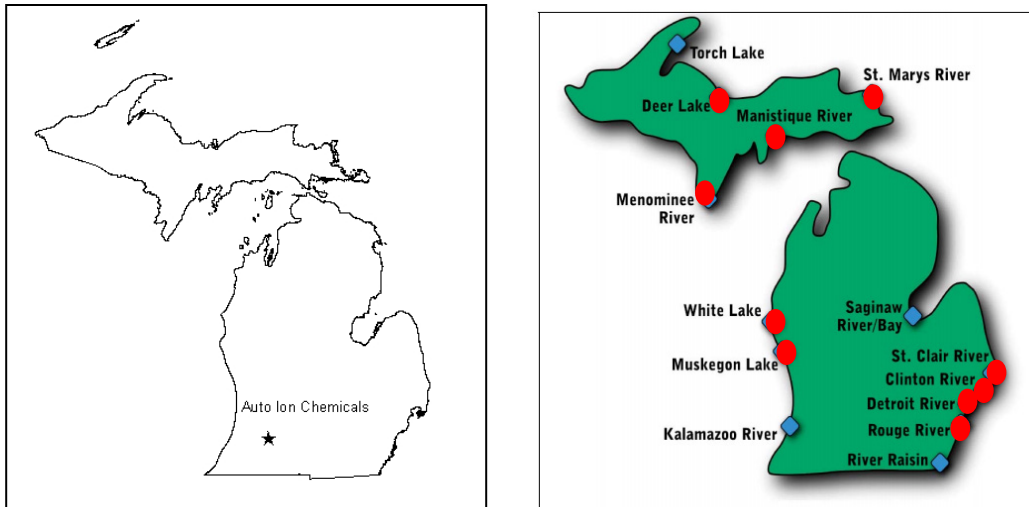 Auto Ion Chemicals
Torch Lake
St. Marys River
Deer Lake
Manistique River
Menominee
River
White Lake
Saginaw
River/Bay
Muskegon Lake
St. Clair River
Clinton River
Detroit River
Kalamazoo River
Rouge River
River Raisin